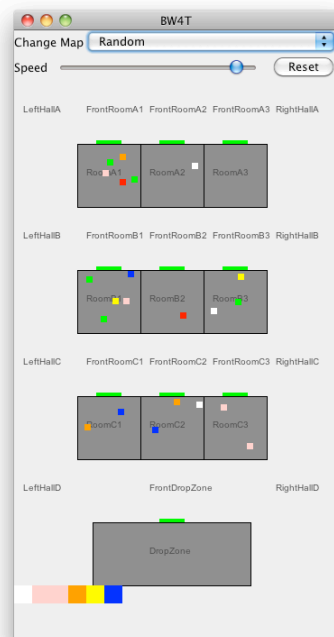 BW4T
Change Map Random
Speed Reset
LeftHallA FrontRoomA1 FrontRoomA2 FrontRoomA3 RightHallA
RoomA1 RoomA2 RoomA3
LeftHallB FrontRoomB1 FrontRoomB2 FrontRoomB3 RightHallB
RoomB1 RoomB2 RoomB3
LeftHallC FrontRoomC1 FrontRoomC2 FrontRoomC3 RightHallC
RoomC1 RoomC2 RoomC3
LeftHallD FrontDropZone RightHallD
DropZone